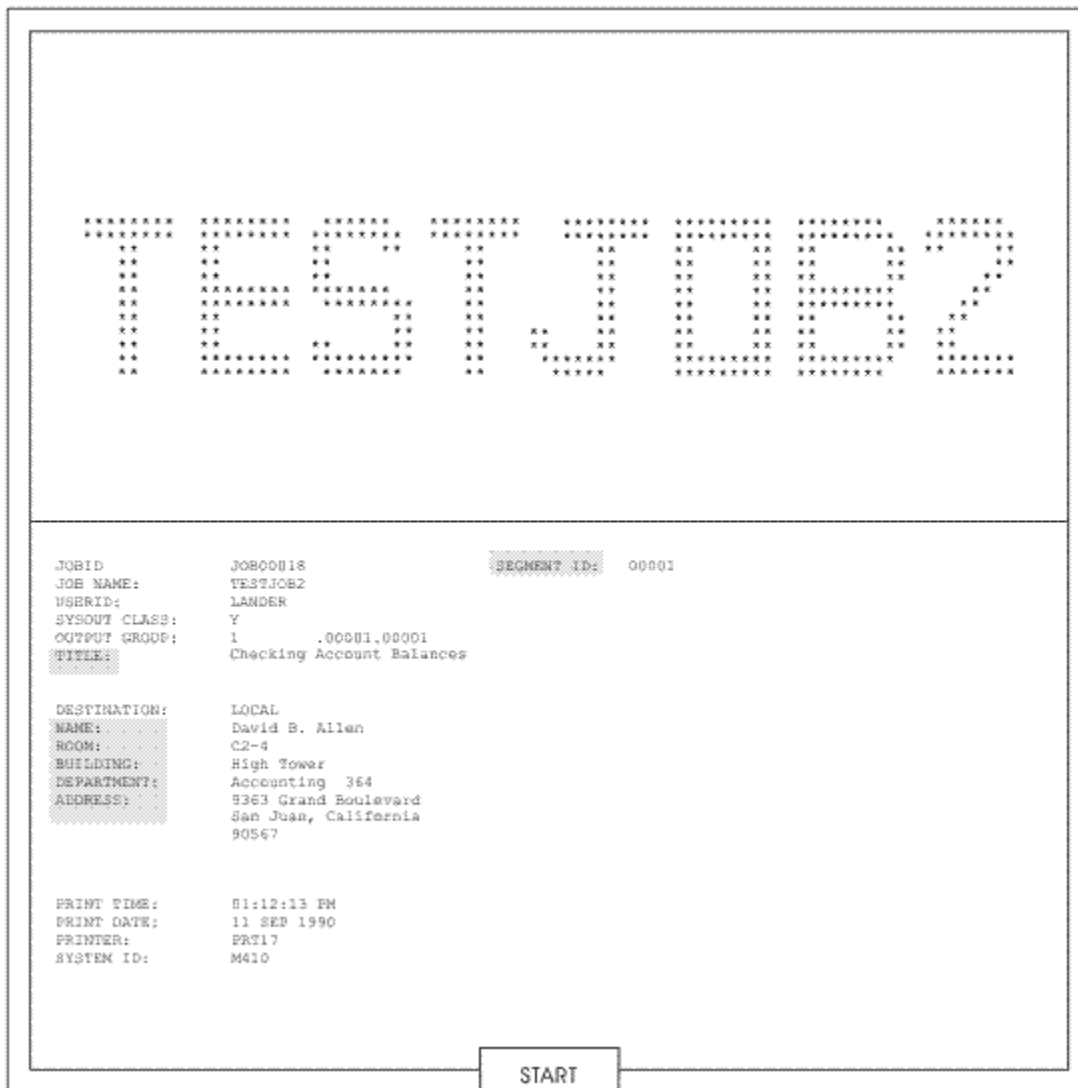 TESTJOB2
JOBID JOB00018 SEGMENT ID: 00001
JOB NAME: TESTJOB2
USERID: LANDER
SYSOUT CLASS: Y
OUTPUT GROUP: 1 .00001.00001
TITLE: Checking Account Balances
DESTINATION: LOCAL
NAME: David B. Allen
ROOM: C2-4
BUILDING: High Tower
DEPARTMENT: Accounting 364
ADDRESS: 9363 Grand Boulevard
San Juan, California
90567
PRINT TIME: 01:12:13 PM
PRINT DATE: 11 SEP 1990
PRINTER: PRT17
SYSTEM ID: M410
START